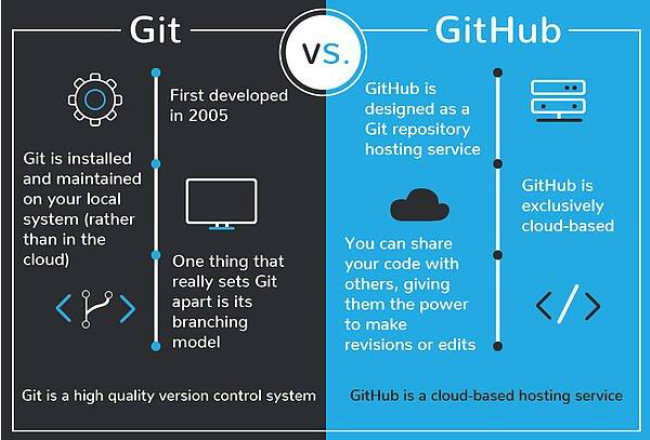 Git
VS.
GitHub
First developed
in 2005
Git is installed
and maintained
on your local
system (rather
than in the
cloud)
One thing that
really sets Git
apart is its
branching
model
Git is a high quality version control system
GitHub is
designed as a
Git repository
hosting service
GitHub is
exclusively
cloud-based
You can share
your code with
others, giving
them the power
to make
revisions or edits
GitHub is a cloud-based hosting service